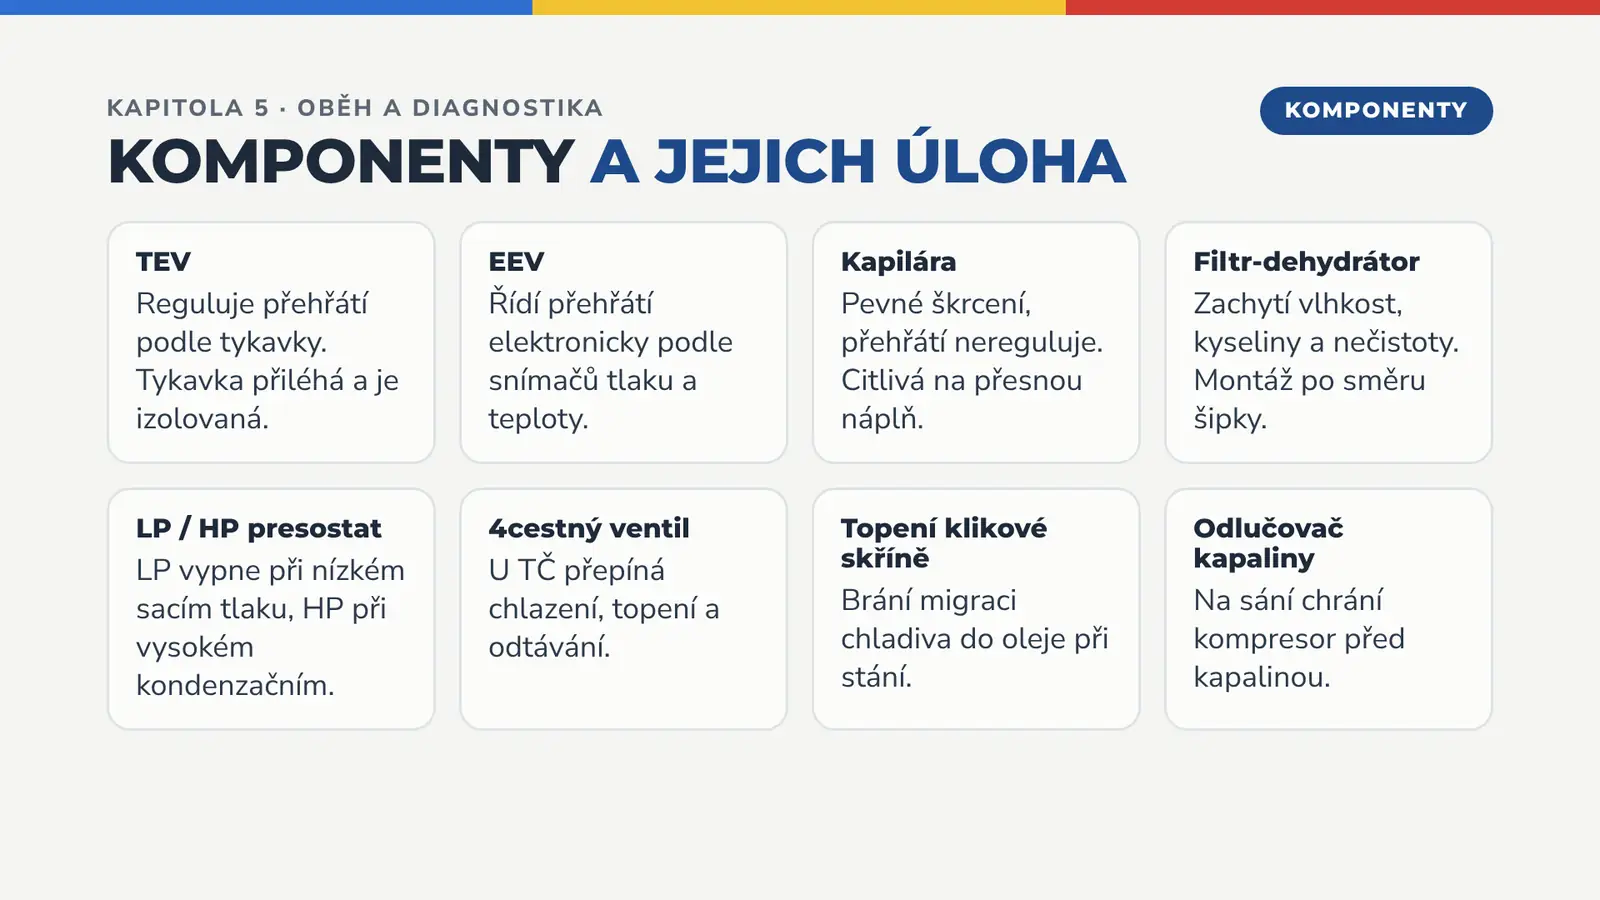 KAPITOLA 5 · OBĚH A DIAGNOSTIKA
KOMPONENTY
KOMPONENTY A JEJICH ÚLOHA
TEV
Reguluje přehřátí
podle tykavky.
Tykavka přiléhá a je
izolovaná.
EEV
Řídí přehřátí
elektronicky podle
snímačů tlaku a
teploty.
Kapilára
Pevné škrcení,
přehřátí nereguluje.
Citlivá na přesnou
náplň.
Filtr-dehydrátor
Zachytí vlhkost,
kyseliny a nečistoty.
Montáž po směru
šipky.
LP / HP presostat
LP vypne při nízkém
sacím tlaku, HP při
vysokém
kondenzačním.
4cestný ventil
U TČ přepíná
chlazení, topení a
odtávání.
Topení klikové
skříně
Brání migraci
chladiva do oleje při
stání.
Odlučovač
kapaliny
Na sání chrání
kompresor před
kapalinou.